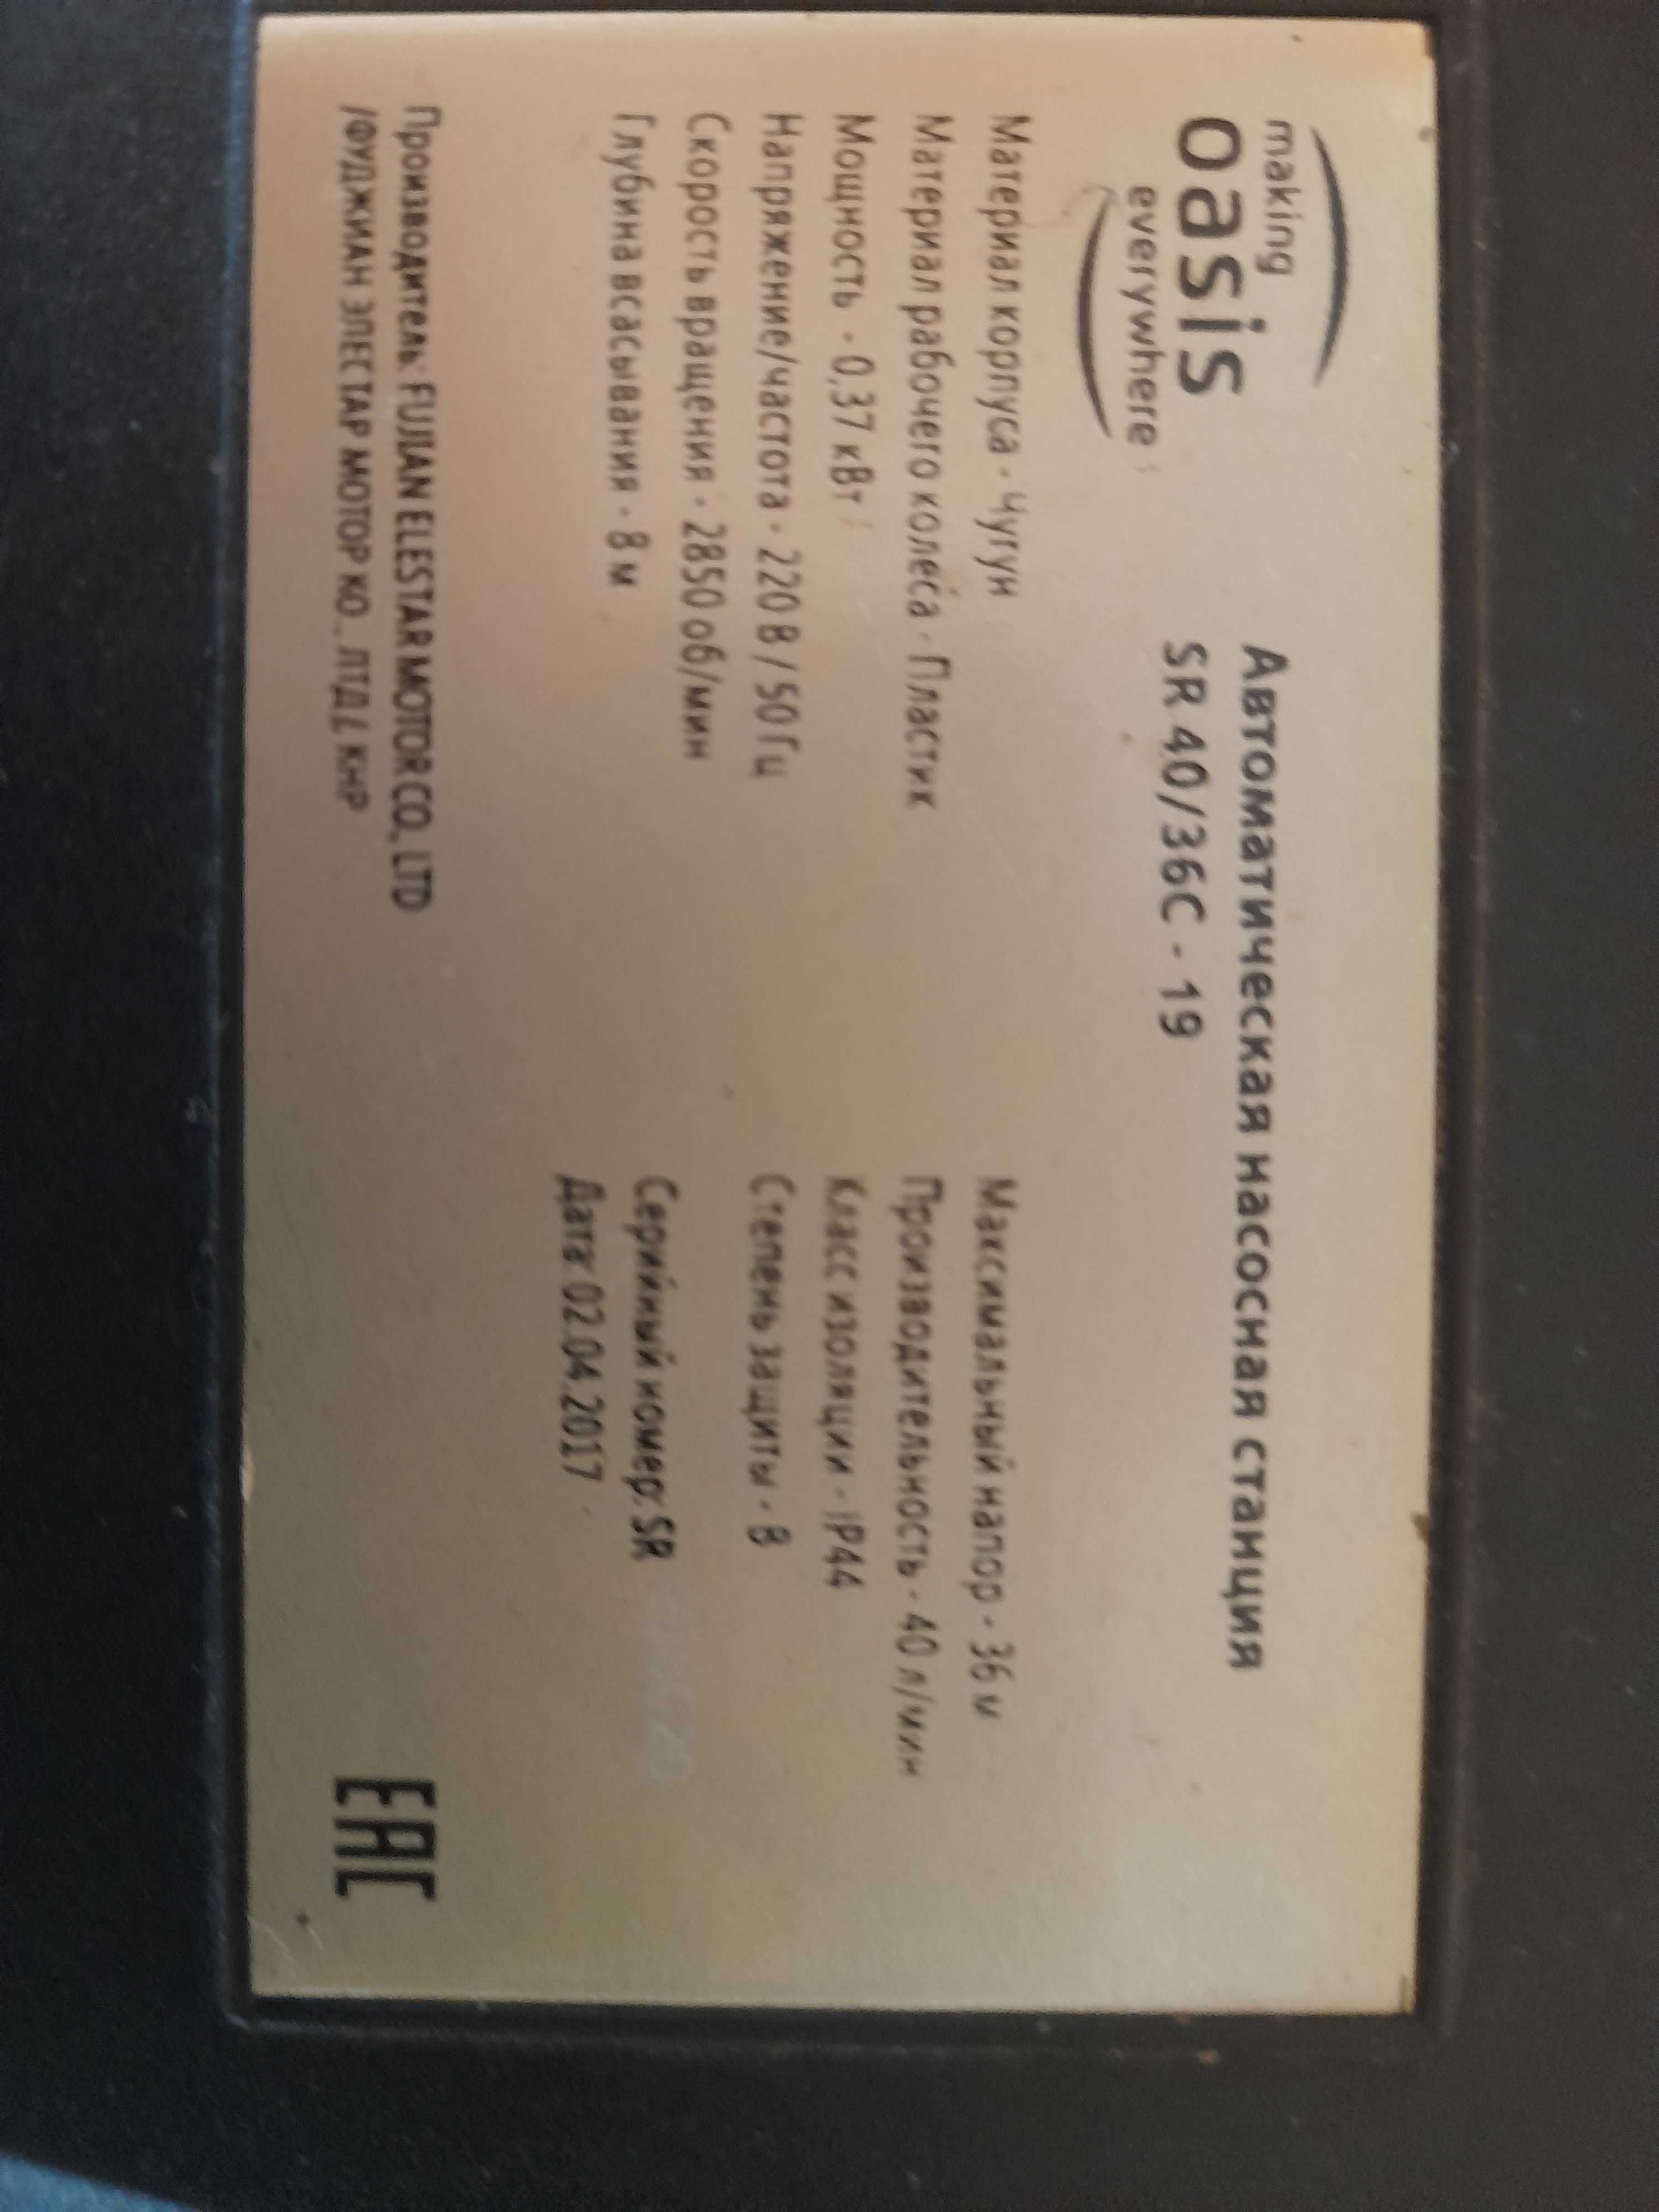 making
oasis
everywhere
Автоматическая насосная станция
SR 40/36C - 19
Материал корпуса - Чугун
Материал рабочего колеса - Пластик
Мощность - 0,37 кВт
Напряжение/частота - 220 В / 50 Гц
Скорость вращения - 2850 об/мин
Глубина всасывания - 8 м
Максимальный напор - 36 м
Производительность - 40 л/мин
Класс изоляции - IP44
Степень защиты - B
Серийный номер: SR
Дата: 02.04.2017
Производитель: FUJIAN ELESTAR MOTOR CO., LTD
/ФУДЖИАН ЭЛЕСТАР МОТОР КО., ЛТД/ КНР
EAC